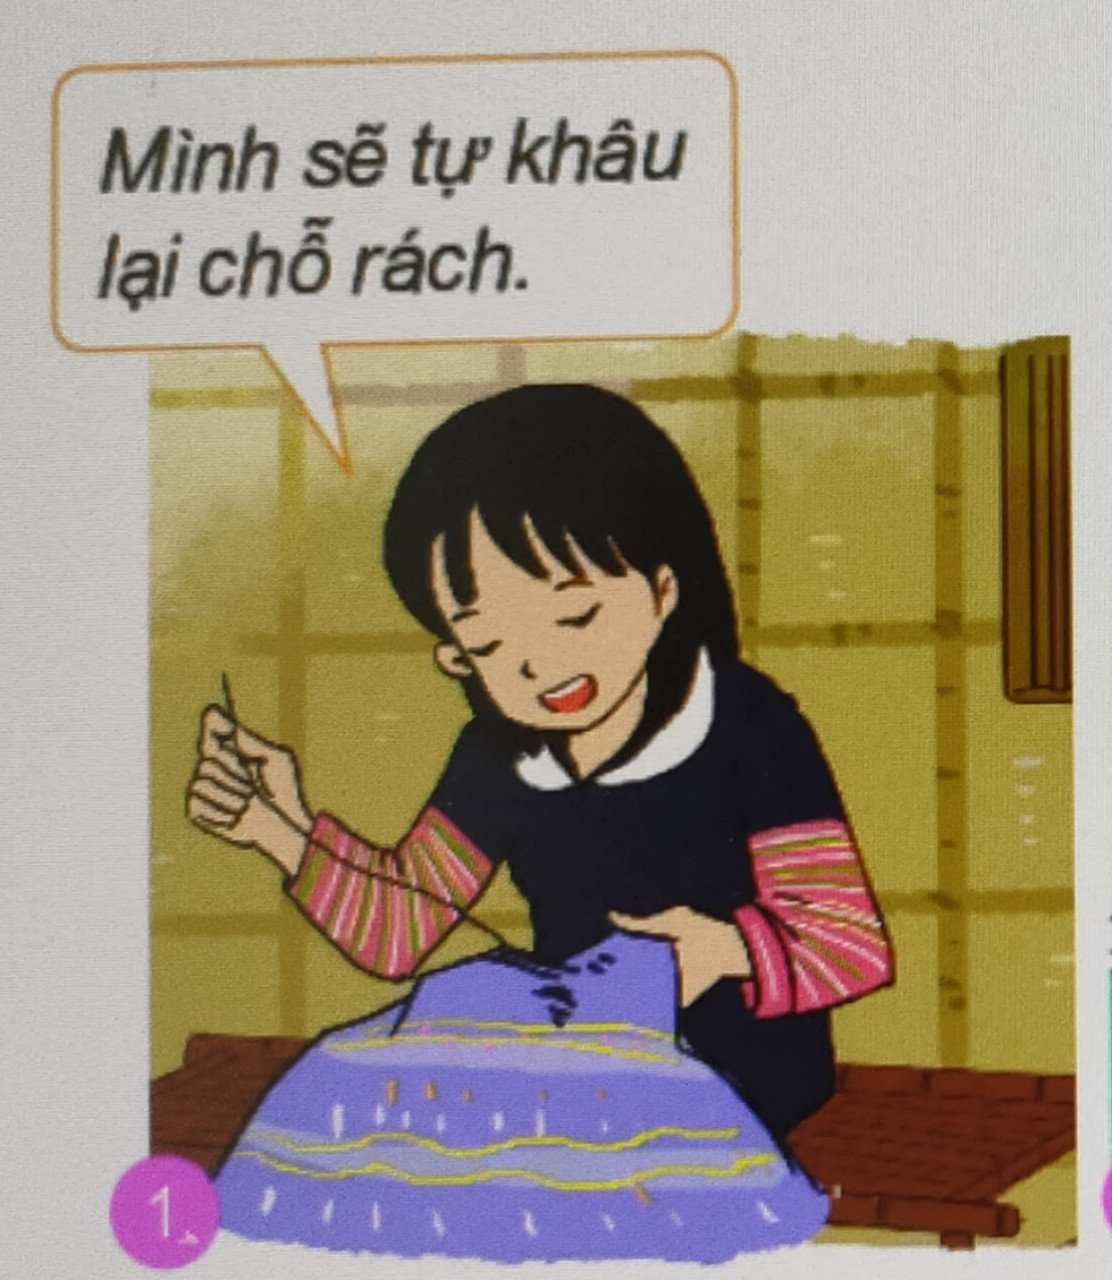 Mình sẽ tự khâu
lại chỗ rách.
1